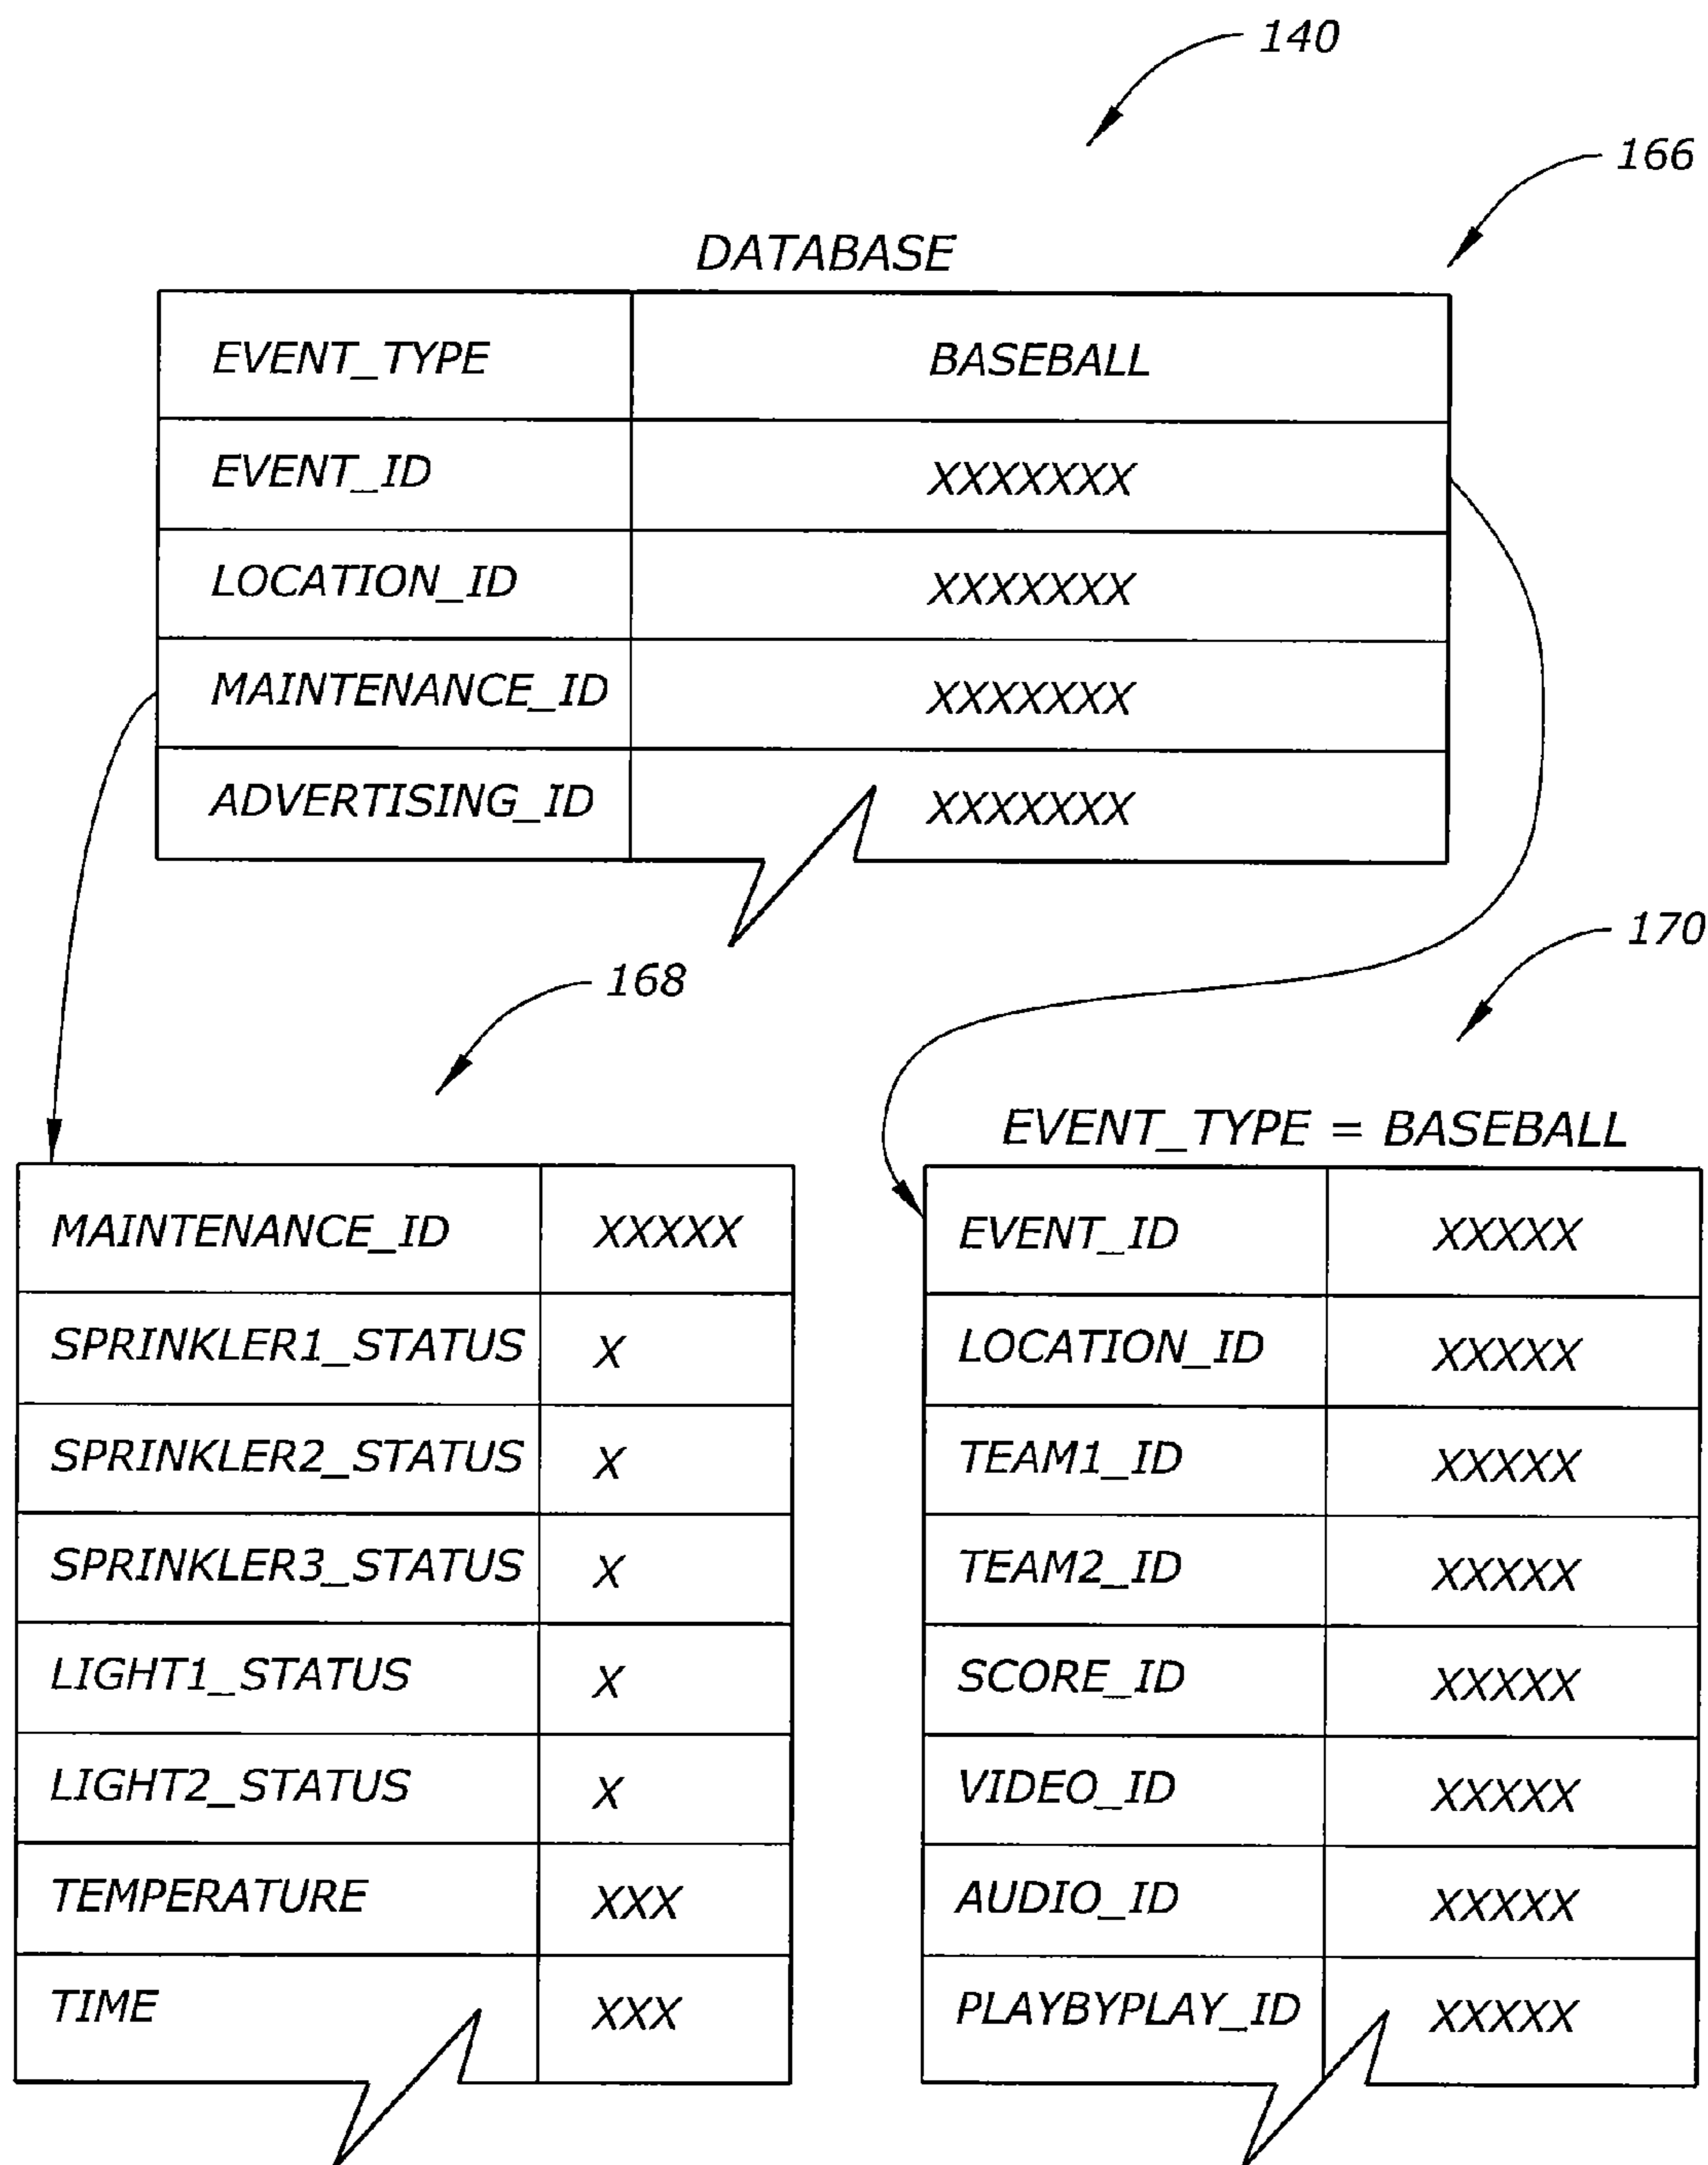 140
166
DATABASE
EVENT_TYPE BASEBALL
EVENT_ID XXXXXXX
LOCATION_ID XXXXXXX
MAINTENANCE_ID XXXXXXX
ADVERTISING_ID XXXXXXX
168
170
MAINTENANCE_ID XXXXX
SPRINKLER1_STATUS X
SPRINKLER2_STATUS X
SPRINKLER3_STATUS X
LIGHT1_STATUS X
LIGHT2_STATUS X
TEMPERATURE XXX
TIME XXX
EVENT_TYPE = BASEBALL
EVENT_ID XXXXX
LOCATION_ID XXXXX
TEAM1_ID XXXXX
TEAM2_ID XXXXX
SCORE_ID XXXXX
VIDEO_ID XXXXX
AUDIO_ID XXXXX
PLAYBYPLAY_ID XXXXX